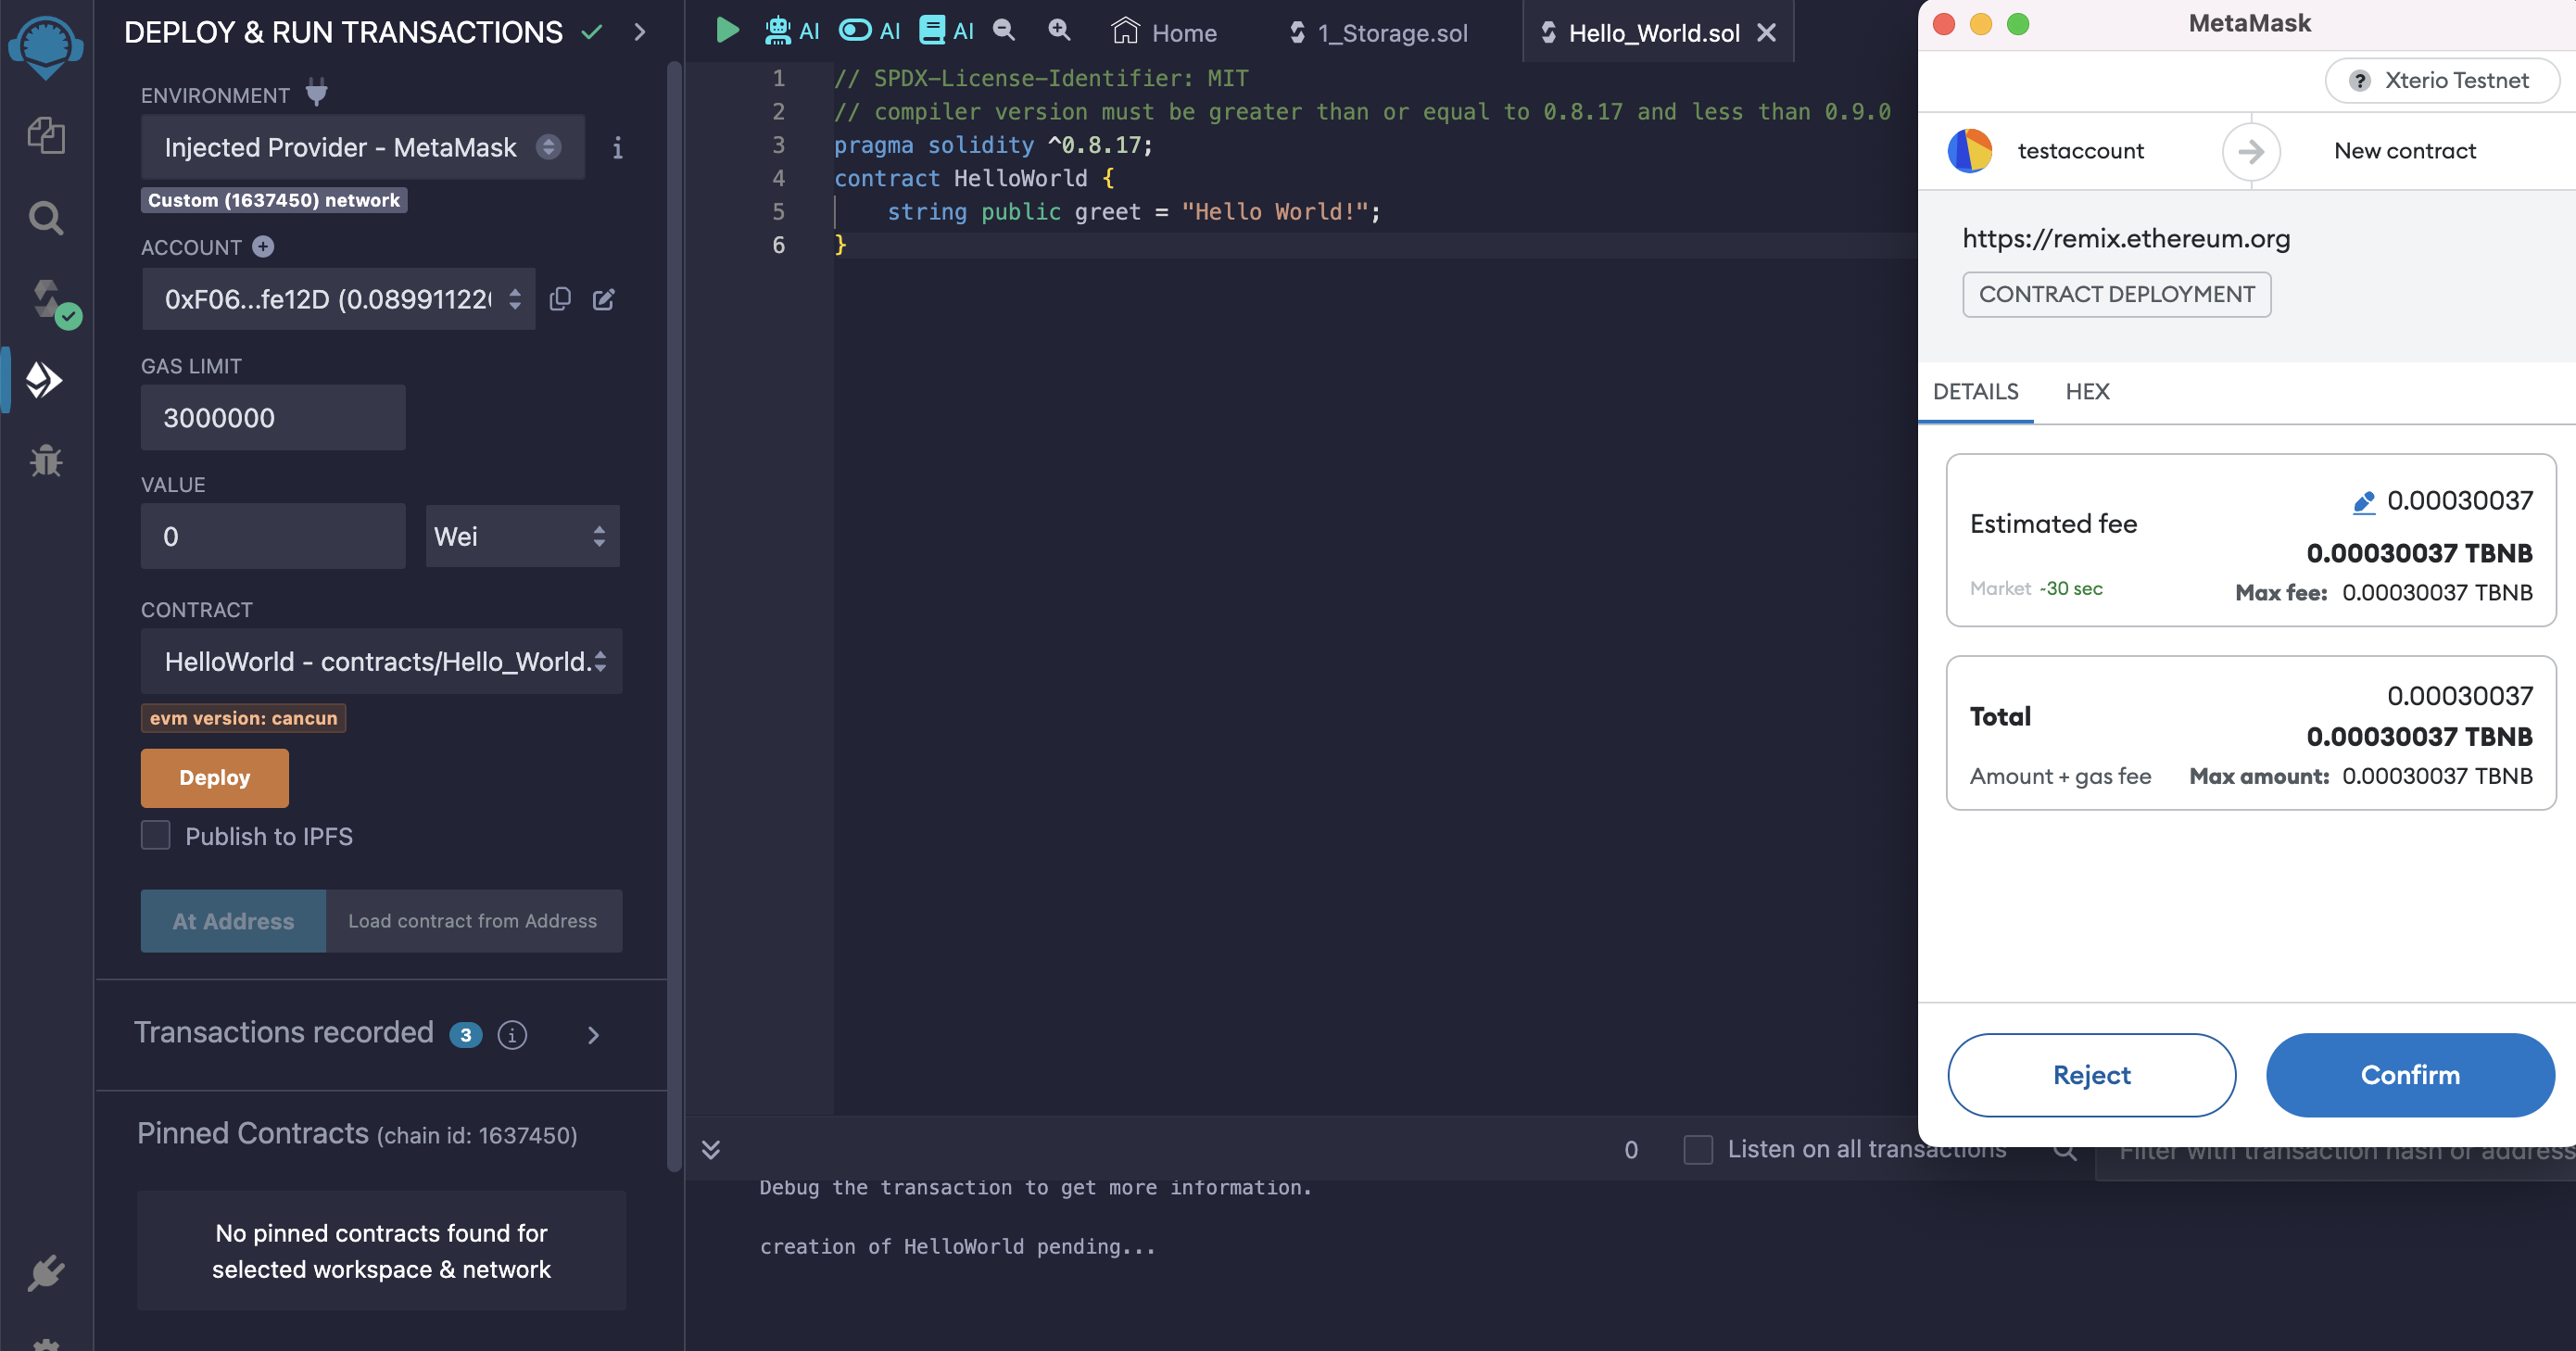 DEPLOY & RUN TRANSACTIONS
ENVIRONMENT
Injected Provider - MetaMask
Custom (1637450) network
ACCOUNT
0xF06...fe12D (0.08991122
GAS LIMIT
3000000
VALUE
0
Wei
CONTRACT
HelloWorld - contracts/Hello_World.
evm version: cancun
Deploy
Publish to IPFS
At Address
Load contract from Address
Transactions recorded 3
Pinned Contracts (chain id: 1637450)
No pinned contracts found for
selected workspace & network
AI AI AI Home 1_Storage.sol Hello_World.sol
1 // SPDX-License-Identifier: MIT
2 // compiler version must be greater than or equal to 0.8.17 and less than 0.9.0
3 pragma solidity ^0.8.17;
4 contract HelloWorld {
5 string public greet = "Hello World!";
6 }
0 Listen on all transactions Filter with transaction hash or address
Debug the transaction to get more information.
creation of HelloWorld pending...
MetaMask
? Xterio Testnet
testaccount
New contract
https://remix.ethereum.org
CONTRACT DEPLOYMENT
DETAILS HEX
0.00030037
Estimated fee
0.00030037 TBNB
Market ~30 sec Max fee: 0.00030037 TBNB
0.00030037
Total
0.00030037 TBNB
Amount + gas fee Max amount: 0.00030037 TBNB
Reject
Confirm